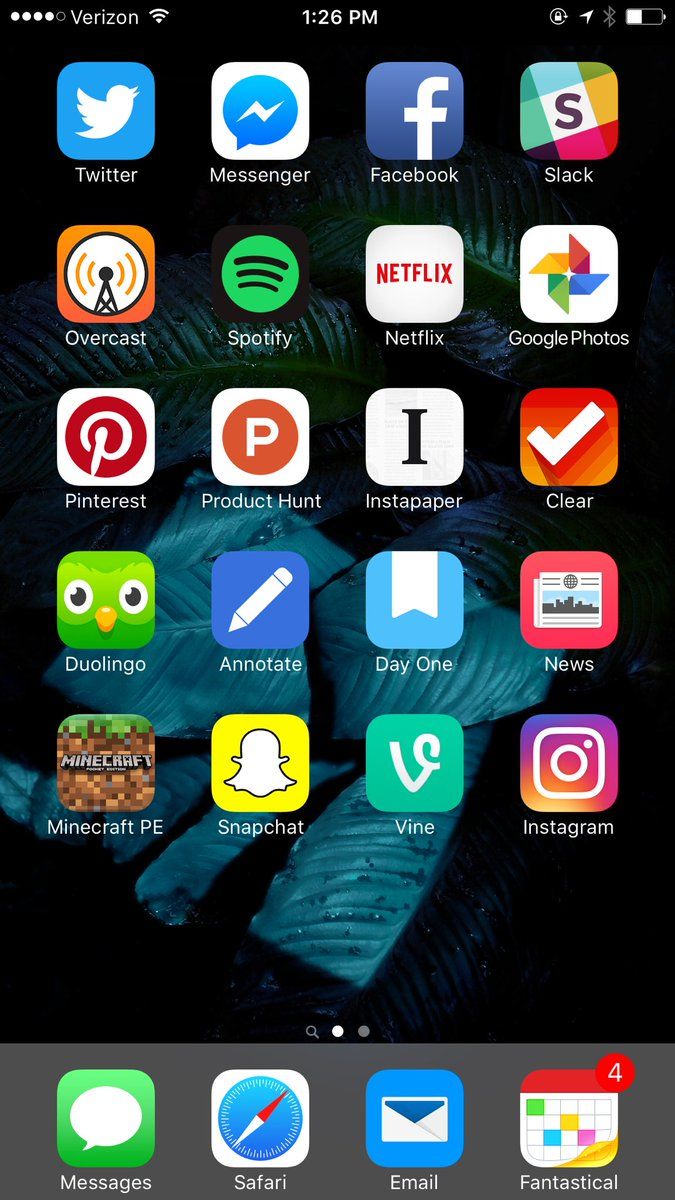 Verizon 1:26 PM
Twitter Messenger Facebook Slack
S
NETFLIX
Overcast Spotify Netflix Google Photos
P I
Pinterest Product Hunt Instapaper Clear
Duolingo Annotate Day One News
MINECRAFT
POCKET EDITION
Minecraft PE Snapchat Vine Instagram
4
Messages Safari Email Fantastical